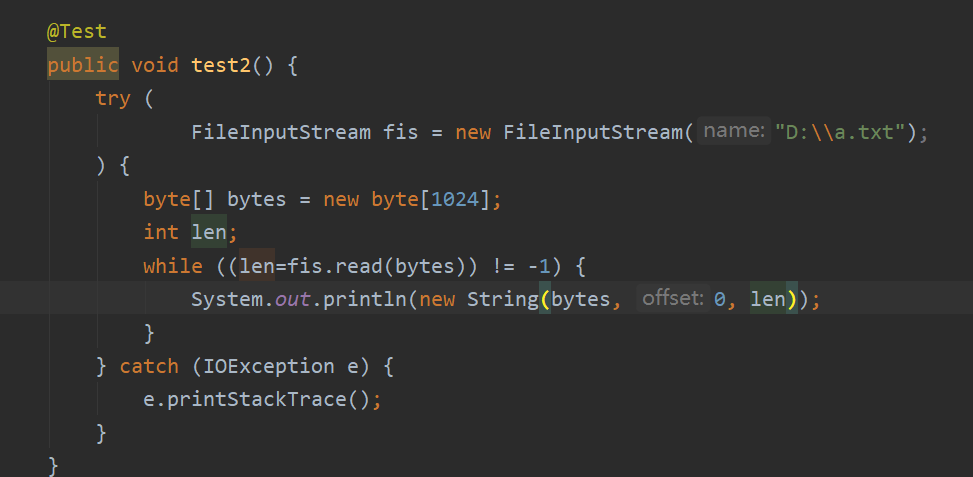 @Test
public void test2() {
try (
FileInputStream fis = new FileInputStream( name: "D:\\a.txt");
) {
byte[] bytes = new byte[1024];
int len;
while ((len=fis.read(bytes)) != -1) {
System.out.println(new String(bytes, offset: 0, len));
}
} catch (IOException e) {
e.printStackTrace();
}
}